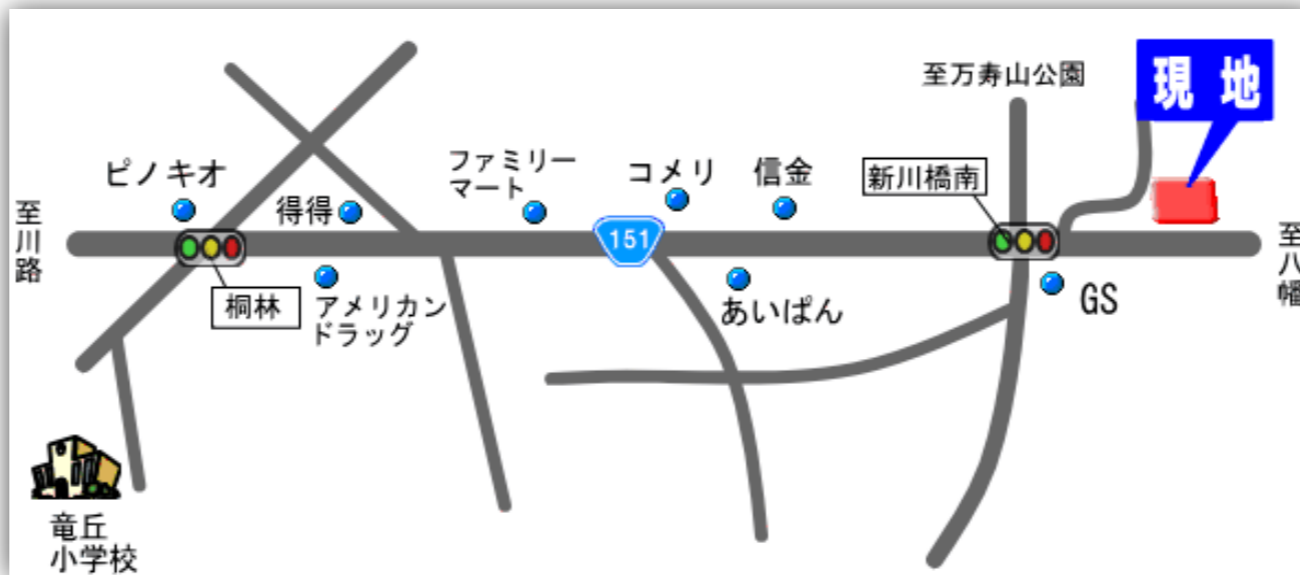 至万寿山公園
現 地
ピノキオ
得得
ファミリー
マート
コメリ
信金
新川橋南
至川路
151
至八幡
桐林
アメリカン
ドラッグ
あいぱん
GS
竜丘
小学校